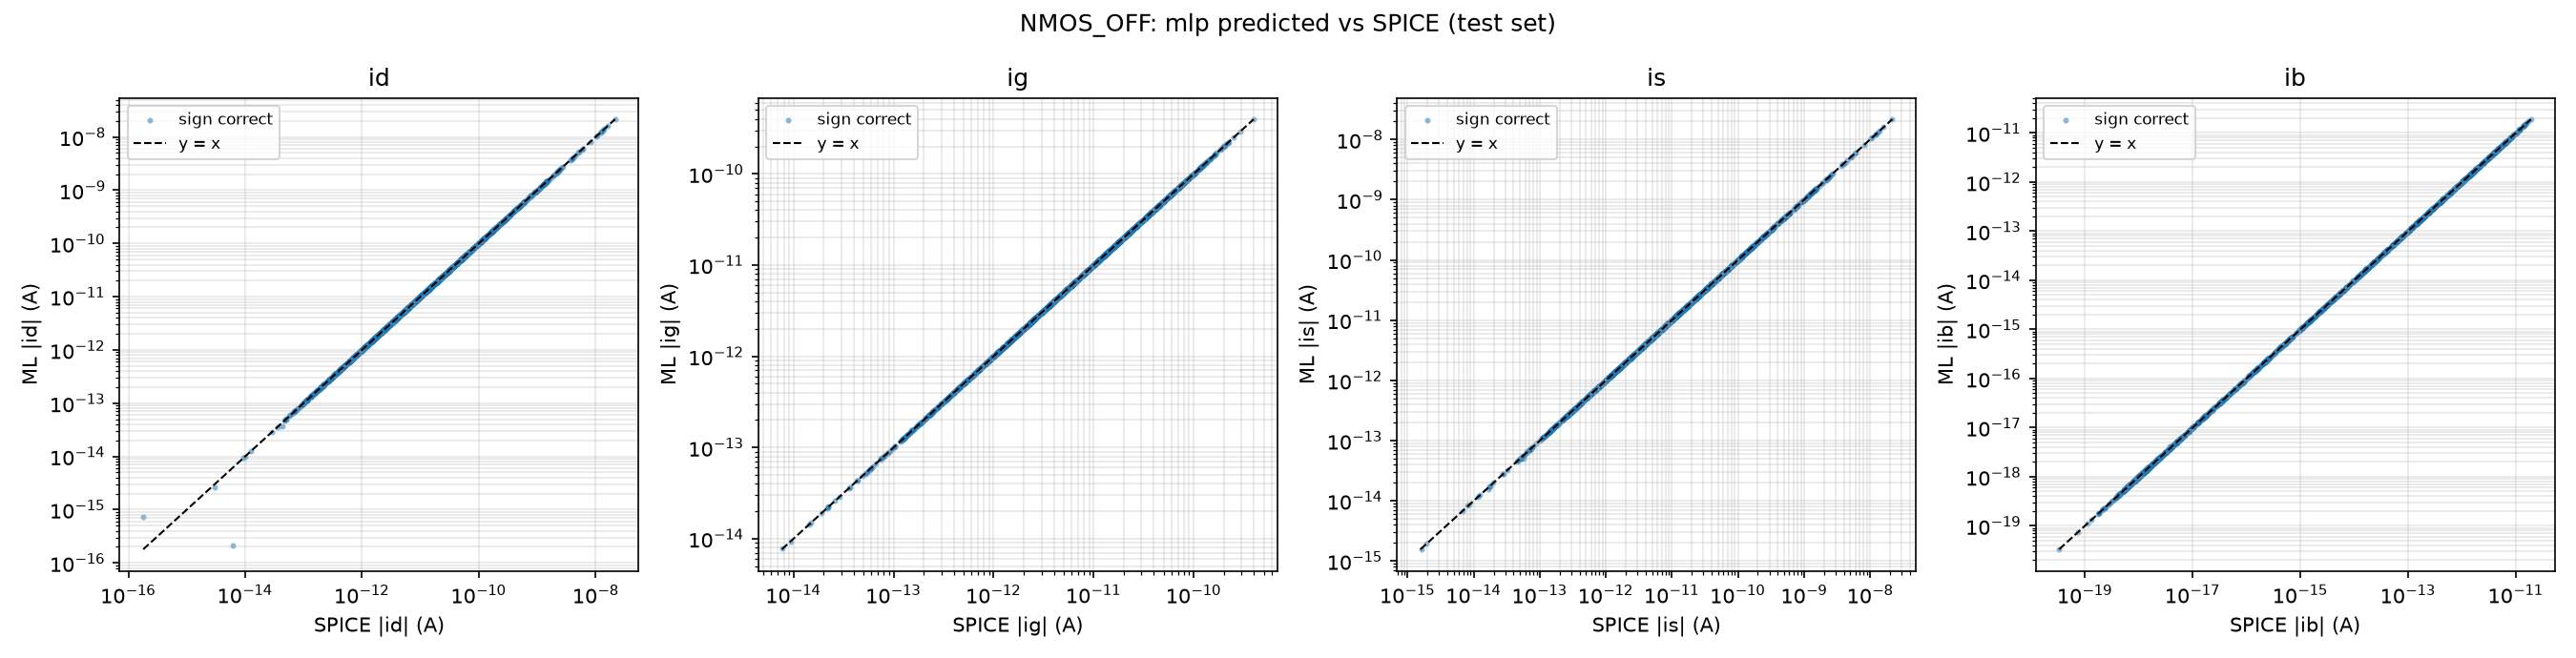 NMOS_OFF: mlp predicted vs SPICE (test set)
id
sign correct
y = x
10⁻⁸
10⁻⁹
10⁻¹⁰
10⁻¹¹
10⁻¹²
10⁻¹³
10⁻¹⁴
10⁻¹⁵
10⁻¹⁶
ML |id| (A)
10⁻¹⁶ 10⁻¹⁴ 10⁻¹² 10⁻¹⁰ 10⁻⁸
SPICE |id| (A)
ig
sign correct
y = x
10⁻¹⁰
10⁻¹¹
10⁻¹²
10⁻¹³
10⁻¹⁴
ML |ig| (A)
10⁻¹⁴ 10⁻¹³ 10⁻¹² 10⁻¹¹ 10⁻¹⁰
SPICE |ig| (A)
is
sign correct
y = x
10⁻⁸
10⁻⁹
10⁻¹⁰
10⁻¹¹
10⁻¹²
10⁻¹³
10⁻¹⁴
10⁻¹⁵
ML |is| (A)
10⁻¹⁵ 10⁻¹⁴ 10⁻¹³ 10⁻¹² 10⁻¹¹ 10⁻¹⁰ 10⁻⁹ 10⁻⁸
SPICE |is| (A)
ib
sign correct
y = x
10⁻¹¹
10⁻¹²
10⁻¹³
10⁻¹⁴
10⁻¹⁵
10⁻¹⁶
10⁻¹⁷
10⁻¹⁸
10⁻¹⁹
ML |ib| (A)
10⁻¹⁹ 10⁻¹⁷ 10⁻¹⁵ 10⁻¹³ 10⁻¹¹
SPICE |ib| (A)